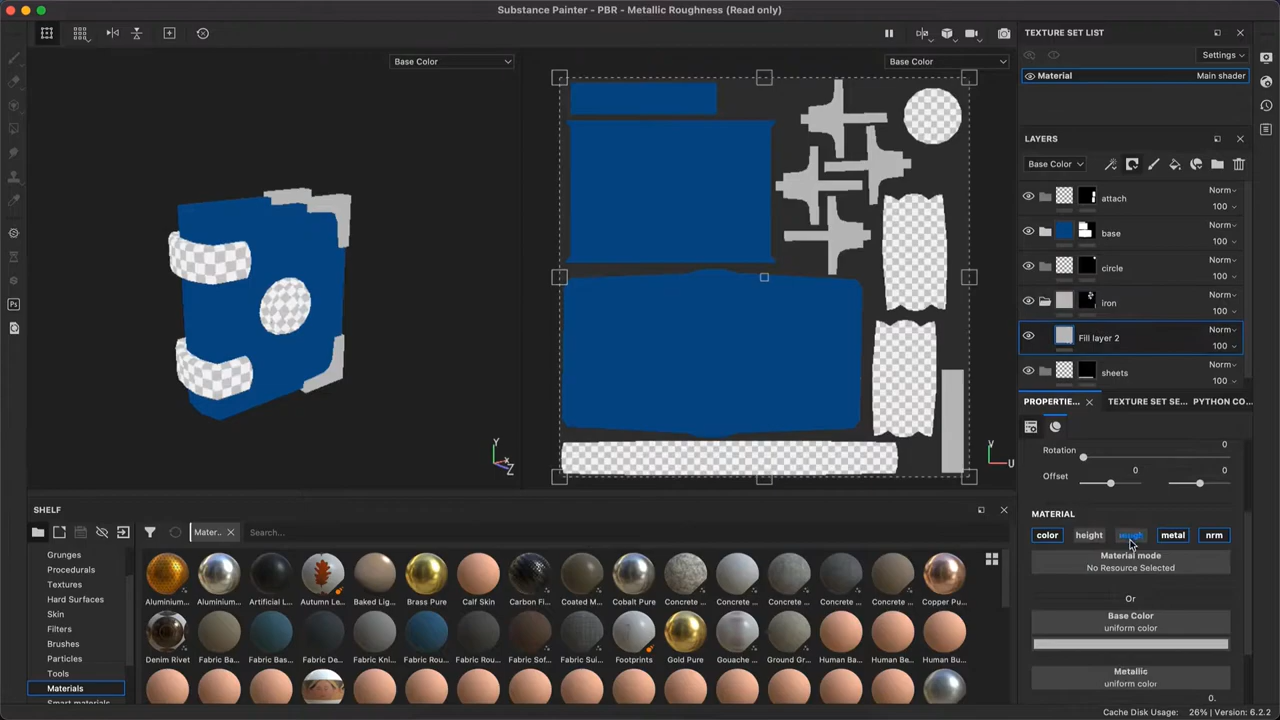 Substance Painter - PBR - Metallic Roughness (Read only)
Base Color
Base Color
TEXTURE SET LIST
Settings
Material
Main shader
LAYERS
Base Color
attach
Norm
100
base
Norm
100
circle
Norm
100
iron
Norm
100
Fill layer 2
Norm
100
sheets
Norm
100
PROPERTIE...
TEXTURE SET SE...
PYTHON CO...
Rotation
0
Offset
0
0
MATERIAL
color
height
metal
nrm
Material mode
No Resource Selected
Or
Base Color
uniform color
Metallic
uniform color
0.
Y
X
Z
V
U
SHELF
Mater...
Search...
Grunges
Procedurals
Textures
Hard Surfaces
Skin
Filters
Brushes
Particles
Tools
Materials
Smart materials
Aluminium...
Aluminium...
Artificial L...
Autumn Le...
Baked Lig...
Brass Pure
Calf Skin
Carbon Fi...
Coated M...
Cobalt Pure
Concrete ...
Concrete ...
Concrete ...
Concrete ...
Concrete ...
Copper Pu...
Denim Rivet
Fabric Ba...
Fabric Bas...
Fabric De...
Fabric Kni...
Fabric Rou...
Fabric Rou...
Fabric Sof...
Fabric Sui...
Footprints
Gold Pure
Gouache ...
Ground Gr...
Human Ba...
Human Be...
Human Bu...
Cache Disk Usage: 26% | Version: 6.2.2
Ps